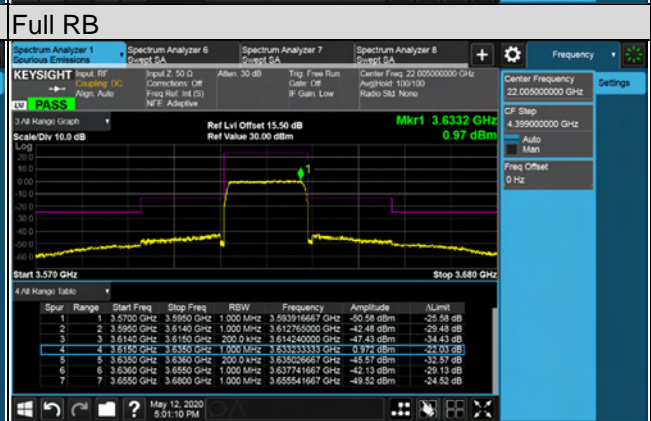 Full RB
Spectrum Analyzer 1 Spurious Emissions
Spectrum Analyzer 6 Swept SA
Spectrum Analyzer 7 Swept SA
Spectrum Analyzer 8 Swept SA
+
Frequency
KEYSIGHT Input: RF
Coupling: DC
Align: Auto
Input Z: 50 Ω
Corrections: Off
Freq Ref: Int (S)
NFE: Adaptive
Atten: 30 dB
Trig: Free Run
Gate: Off
IF Gain: Low
Center Freq: 22.005000000 GHz
Avg|Hold: 100/100
Radio Std: None
LXI PASS
Center Frequency
22.005000000 GHz
Settings
CF Step
4.399000000 GHz
Auto
Man
Freq Offset
0 Hz
3 All Range Graph
Scale/Div 10.0 dB
Ref Lvl Offset 15.50 dB
Ref Value 30.00 dBm
Mkr1 3.6332 GHz
0.97 dBm
Log
20.0
10.0
0.00
-10.0
-20.0
-30.0
-40.0
-50.0
-60.0
1
Start 3.570 GHz
Stop 3.680 GHz
4 All Range Table
Spur Range Start Freq Stop Freq RBW Frequency Amplitude ΔLimit
1 1 3.5700 GHz 3.5950 GHz 1.000 MHz 3.593916667 GHz -50.58 dBm -25.58 dB
2 2 3.5950 GHz 3.6140 GHz 1.000 MHz 3.612765000 GHz -42.48 dBm -29.48 dB
3 3 3.6140 GHz 3.6150 GHz 200.0 kHz 3.614240000 GHz -47.43 dBm -34.43 dB
4 4 3.6150 GHz 3.6350 GHz 1.000 MHz 3.633233333 GHz 0.972 dBm -22.03 dB
5 5 3.6350 GHz 3.6360 GHz 200.0 kHz 3.635026667 GHz -45.57 dBm -32.57 dB
6 6 3.6360 GHz 3.6550 GHz 1.000 MHz 3.637741667 GHz -42.13 dBm -29.13 dB
7 7 3.6550 GHz 3.6800 GHz 1.000 MHz 3.655541667 GHz -49.52 dBm -24.52 dB
?
May 12, 2020
5:01:10 PM